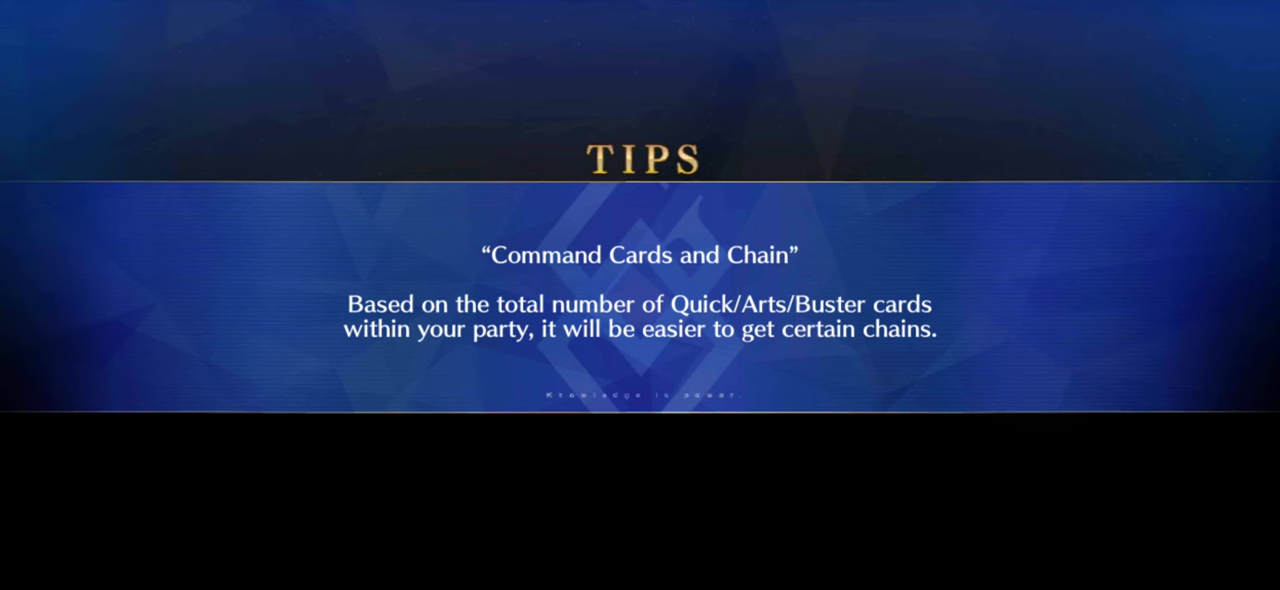 TIPS
“Command Cards and Chain”
Based on the total number of Quick/Arts/Buster cards
within your party, it will be easier to get certain chains.
Knowledge is power.